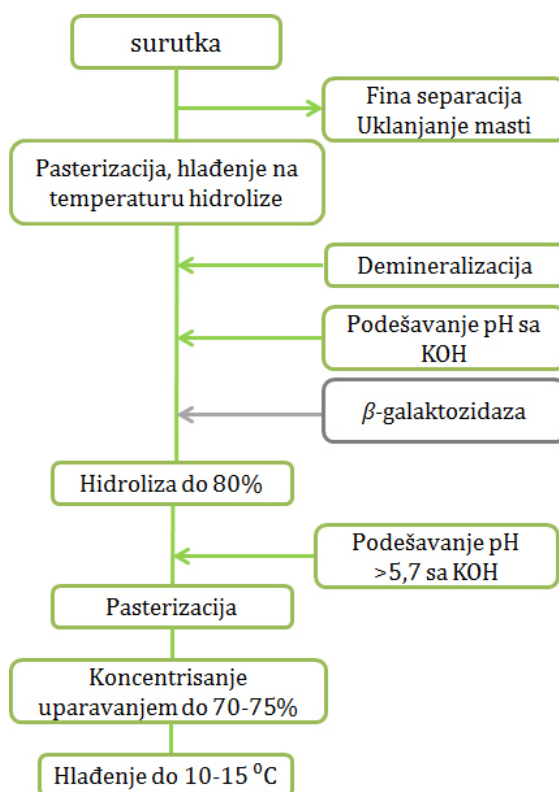 surutka
Fina separacija
Uklanjanje masti
Pasterizacija, hlađenje na
temperaturu hidrolize
Demineralizacija
Podešavanje pH sa
KOH
β-galaktozidaza
Hidroliza do 80%
Podešavanje pH
>5,7 sa KOH
Pasterizacija
Koncentrisanje
uparavanjem do 70-75%
Hlađenje do 10-15 ⁰C